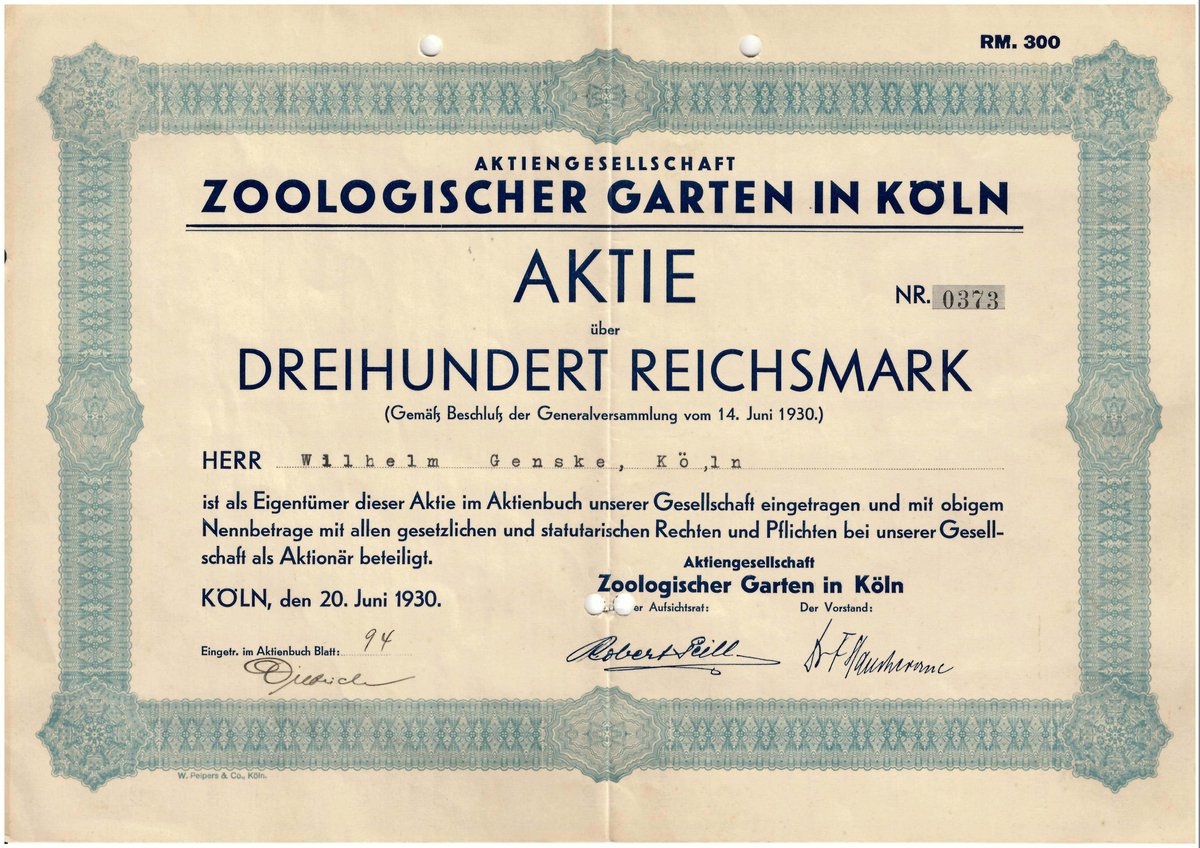 RM. 300
AKTIENGESELLSCHAFT
ZOOLOGISCHER GARTEN IN KÖLN
AKTIE
NR. 0373
über
DREIHUNDERT REICHSMARK
(Gemäß Beschluß der Generalversammlung vom 14. Juni 1930.)
HERR Wilhelm Genske, Kö,ln
ist als Eigentümer dieser Aktie im Aktienbuch unserer Gesellschaft eingetragen und mit obigem
Nennbetrage mit allen gesetzlichen und statutarischen Rechten und Pflichten bei unserer Gesell-
schaft als Aktionär beteiligt.
Aktiengesellschaft
Zoologischer Garten in Köln
KÖLN, den 20. Juni 1930.
Aufsichtsrat: Der Vorstand:
Eingetr. im Aktienbuch Blatt: 94
Robert Peill
W. Peipers & Co., Köln.